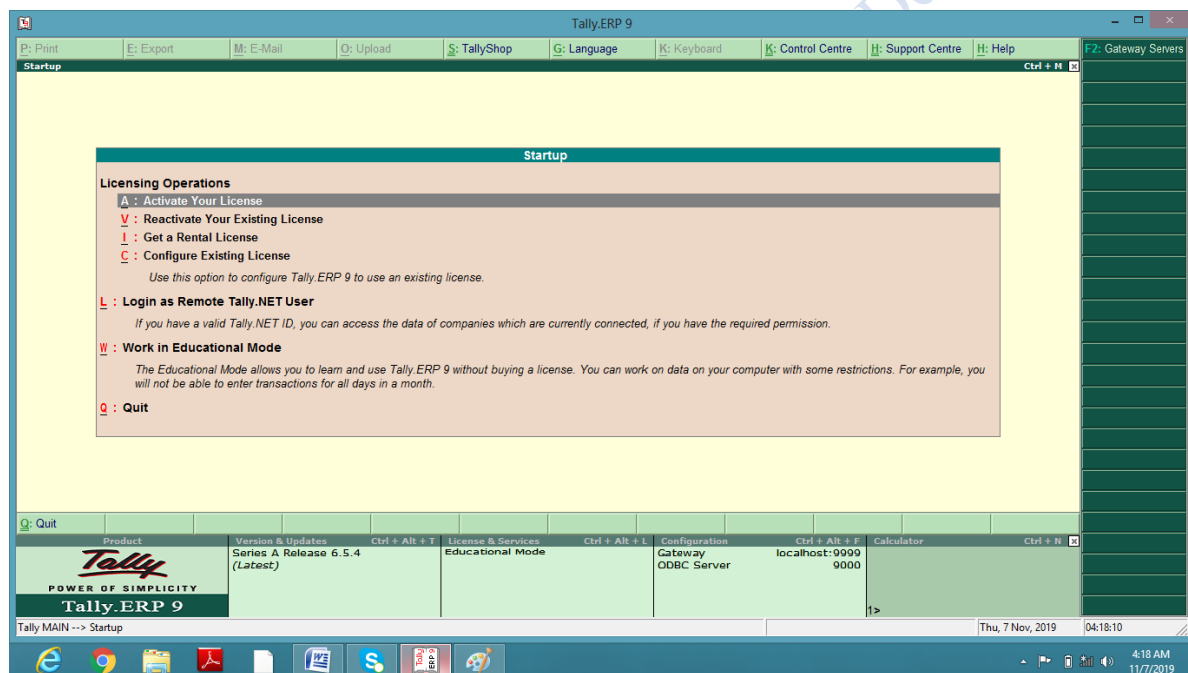 Tally.ERP 9
P: Print E: Export M: E-Mail O: Upload S: TallyShop G: Language K: Keyboard K: Control Centre H: Support Centre H: Help F2: Gateway Servers
Startup Ctrl + M
Startup
Licensing Operations
A : Activate Your License
V : Reactivate Your Existing License
I : Get a Rental License
C : Configure Existing License
Use this option to configure Tally.ERP 9 to use an existing license.
L : Login as Remote Tally.NET User
If you have a valid Tally.NET ID, you can access the data of companies which are currently connected, if you have the required permission.
W : Work in Educational Mode
The Educational Mode allows you to learn and use Tally.ERP 9 without buying a license. You can work on data on your computer with some restrictions. For example, you
will not be able to enter transactions for all days in a month.
Q : Quit
Q: Quit
Product Version & Updates Ctrl + Alt + T License & Services Ctrl + Alt + L Configuration Ctrl + Alt + F Calculator Ctrl + N
Tally
POWER OF SIMPLICITY
Tally.ERP 9
Series A Release 6.5.4
(Latest)
Educational Mode
Gateway localhost:9999
ODBC Server 9000
1>
Tally MAIN --> Startup Thu, 7 Nov, 2019 04:18:10
4:18 AM
11/7/2019